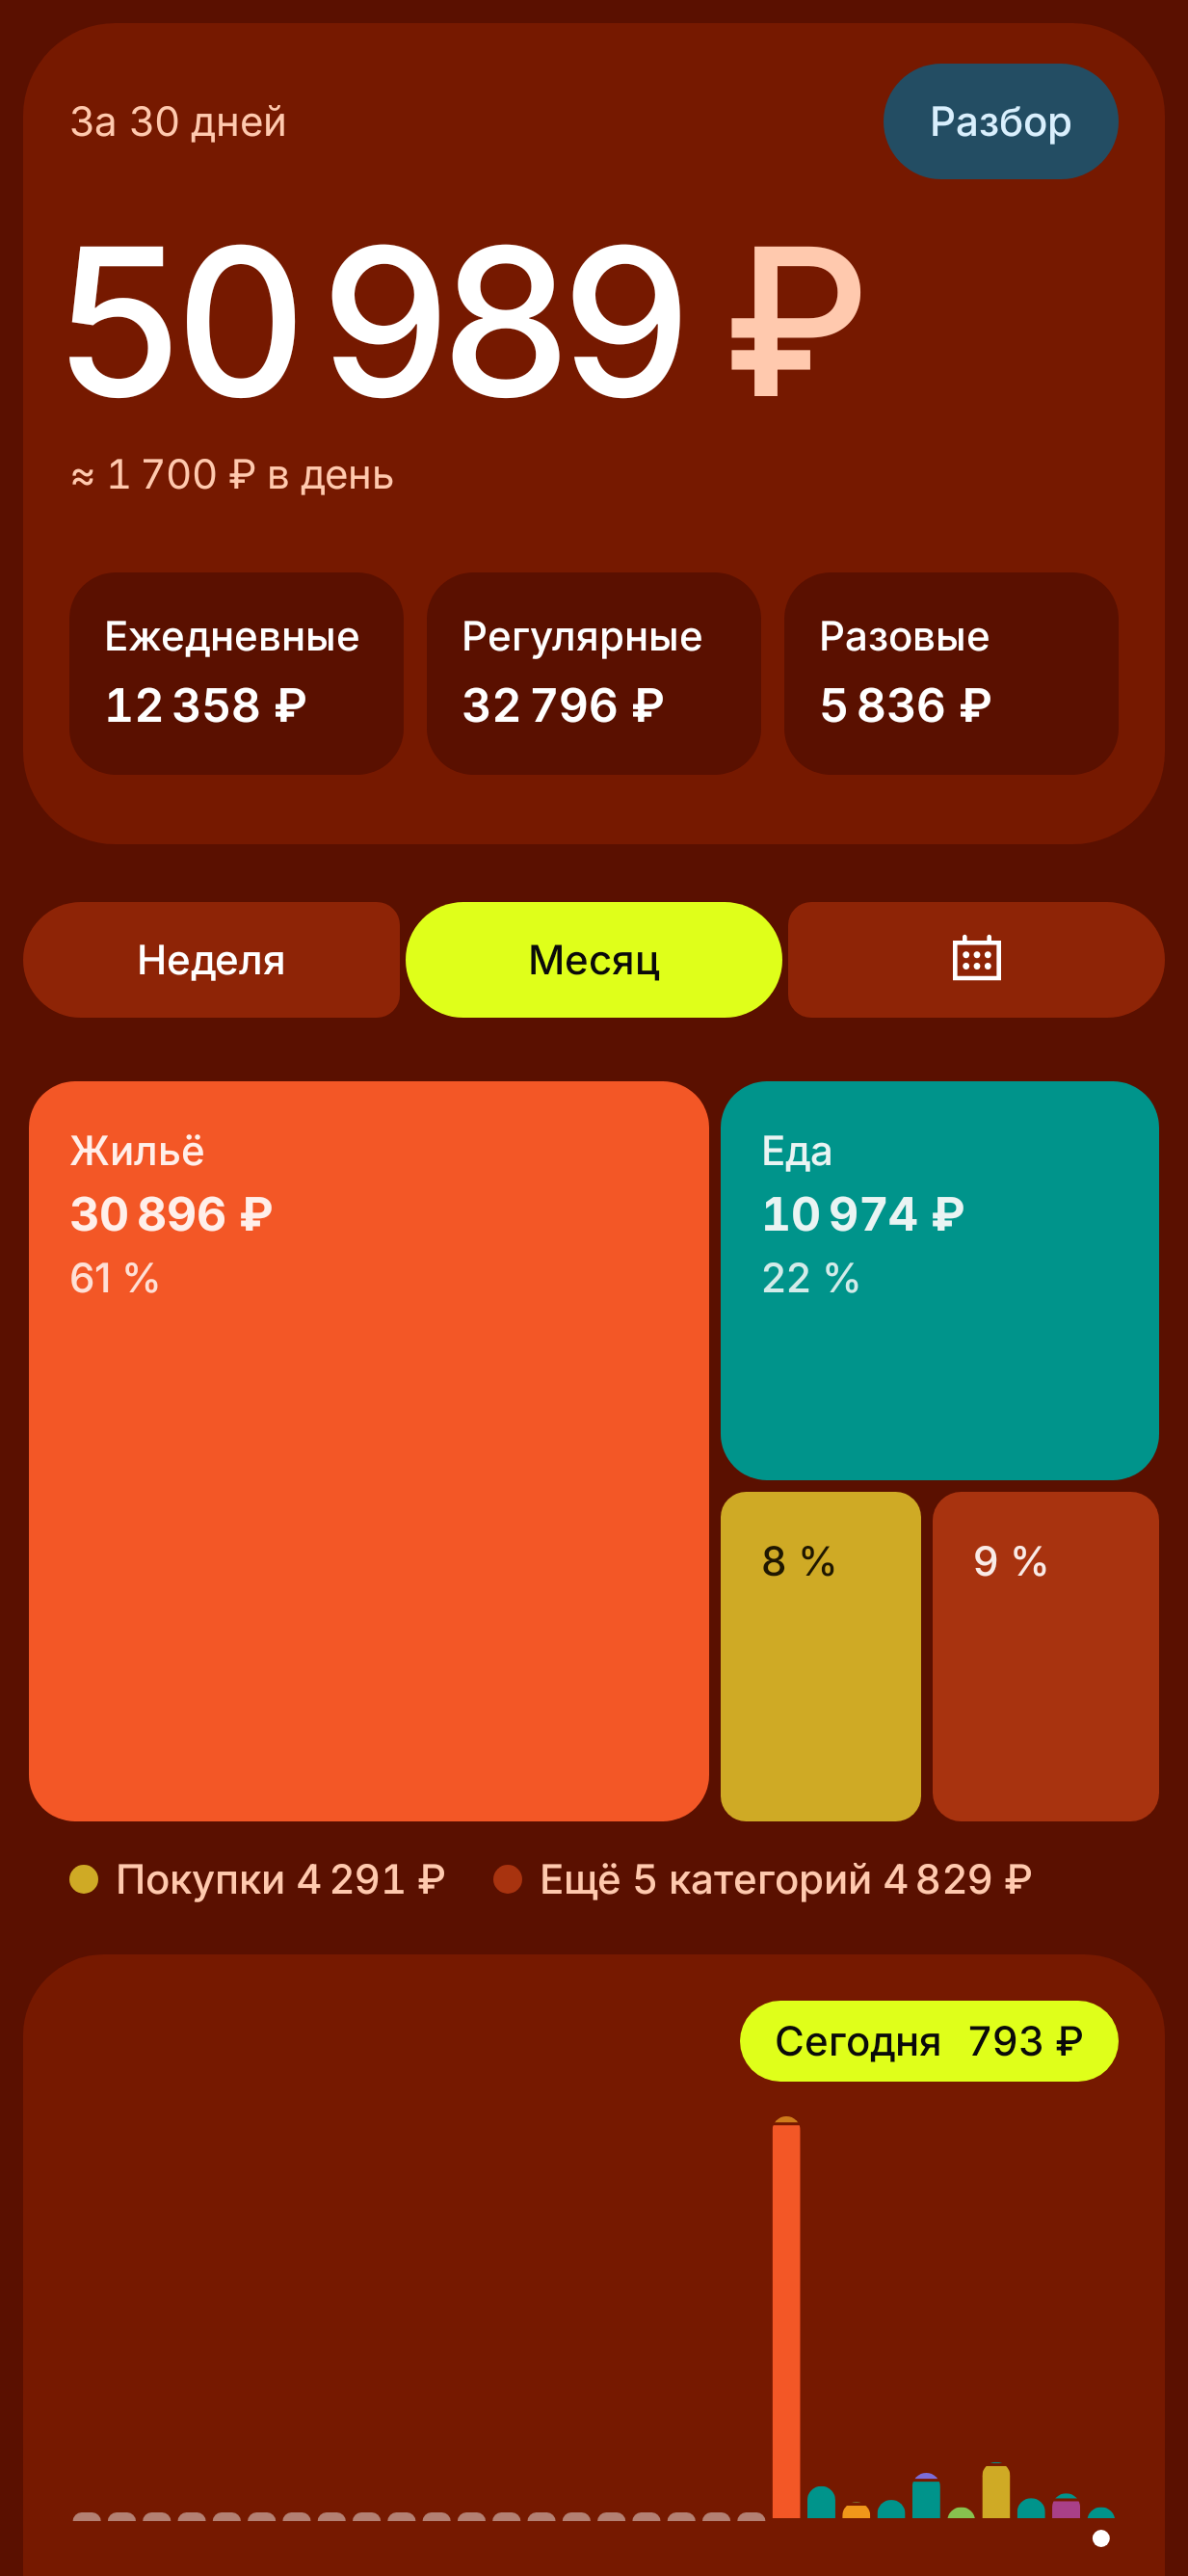 За 30 дней
Разбор
50 989 ₽
≈ 1 700 ₽ в день
Ежедневные
12 358 ₽
Регулярные
32 796 ₽
Разовые
5 836 ₽
Неделя
Месяц
Жильё
30 896 ₽
61 %
Еда
10 974 ₽
22 %
8 %
9 %
Покупки 4 291 ₽
Ещё 5 категорий 4 829 ₽
Сегодня 793 ₽